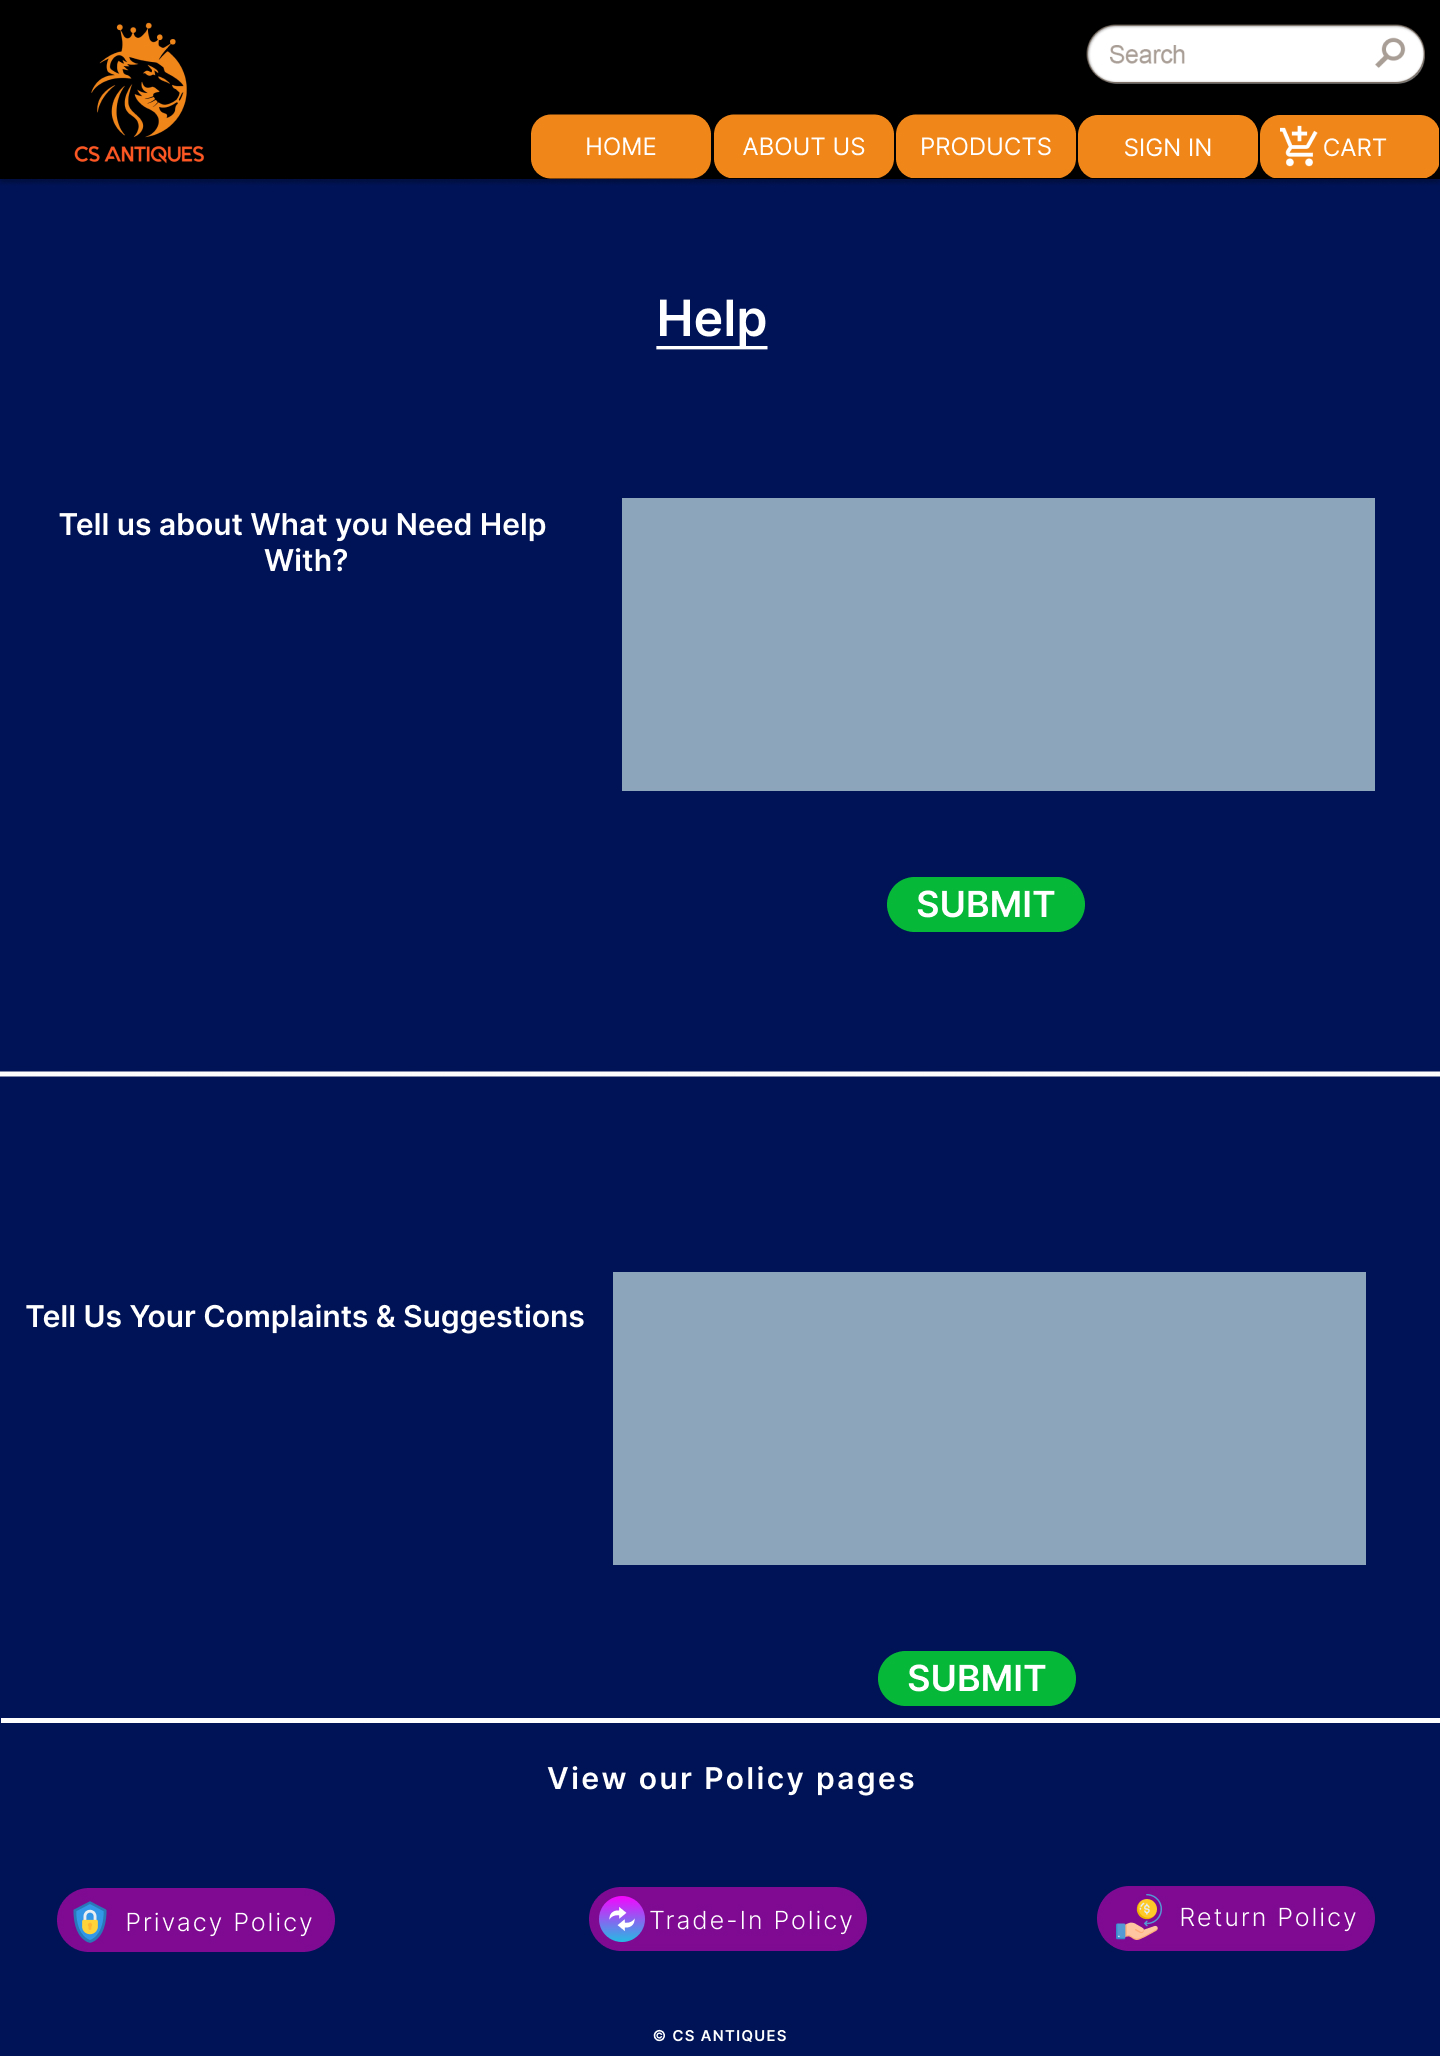 CS ANTIQUES
Search
HOME
ABOUT US
PRODUCTS
SIGN IN
CART
Help
Tell us about What you Need Help
With?
SUBMIT
Tell Us Your Complaints & Suggestions
SUBMIT
View our Policy pages
Privacy Policy
Trade-In Policy
Return Policy
© CS ANTIQUES